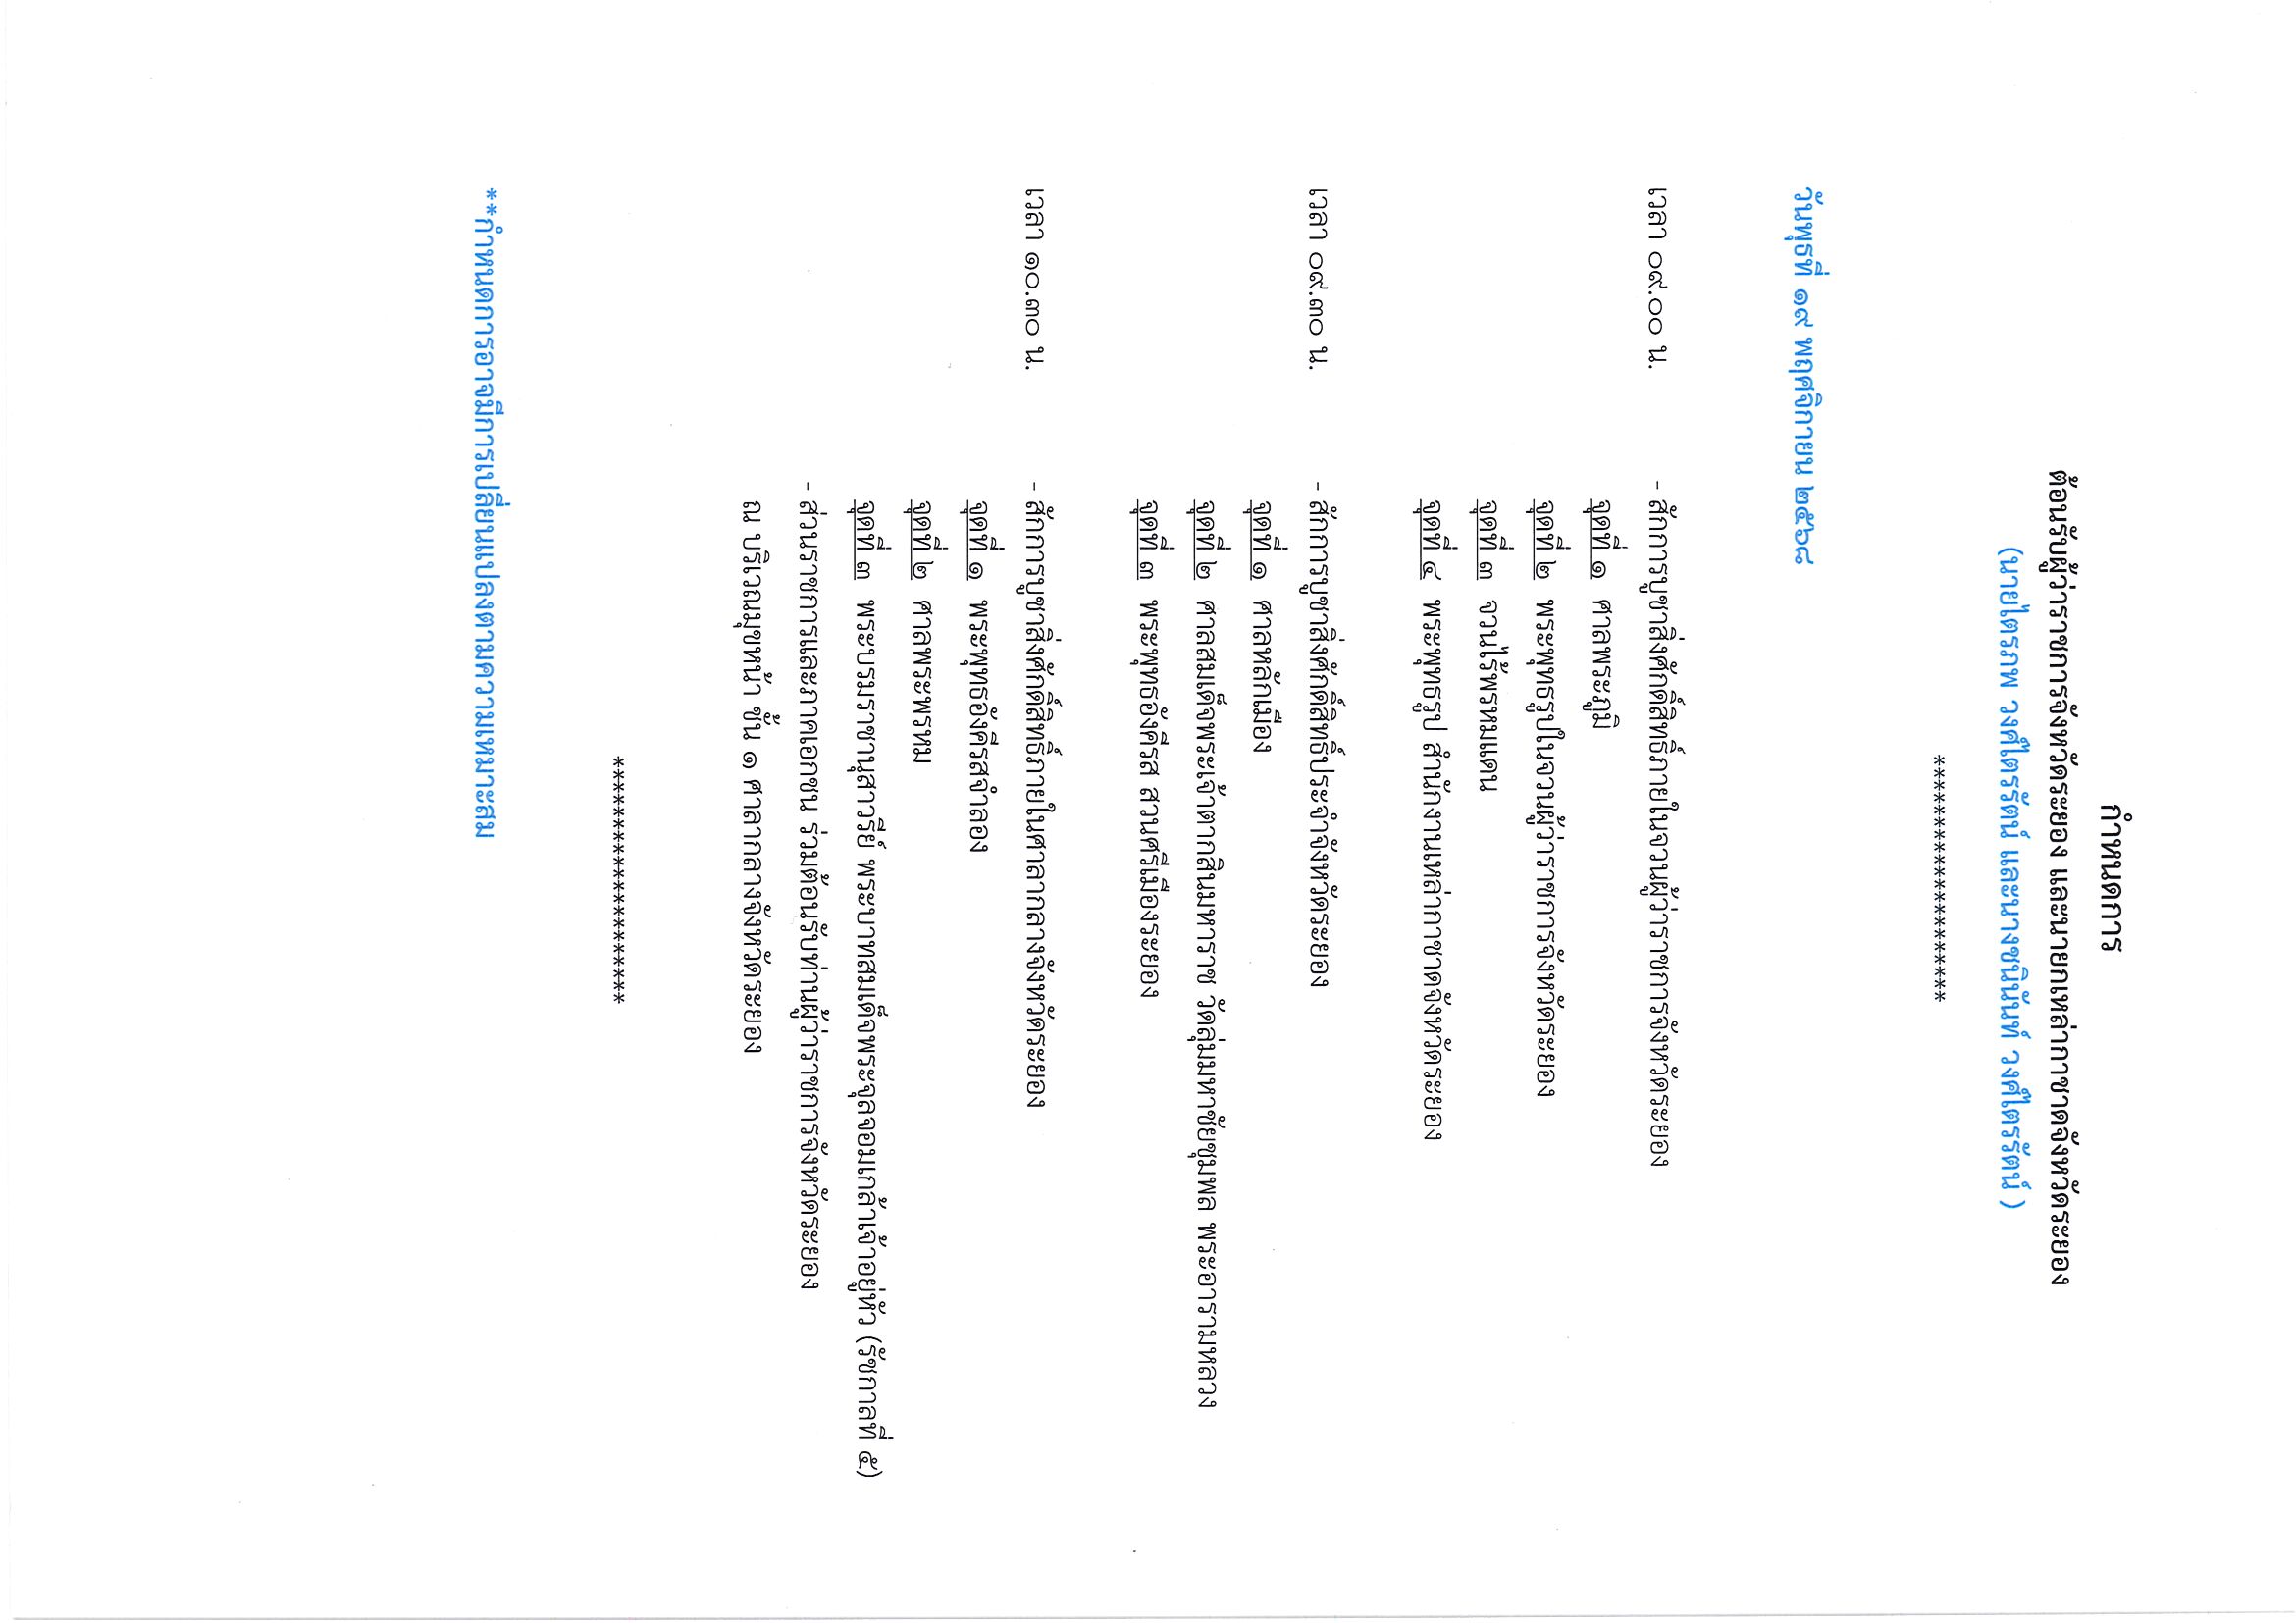 กำหนดการ
ต้อนรับผู้ว่าราชการจังหวัดระยอง และนายกเหล่ากาชาดจังหวัดระยอง
(นายไตรภพ วงศ์ไตรรัตน์ และนางชนินันท์ วงศ์ไตรรัตน์ )
********************
วันพุธที่ ๑๙ พฤศจิกายน ๒๕๖๘
เวลา ๐๙.๐๐ น. - สักการบูชาสิ่งศักดิ์สิทธิ์ภายในจวนผู้ว่าราชการจังหวัดระยอง
จุดที่ ๑ ศาลพระภูมิ
จุดที่ ๒ พระพุทธรูปในจวนผู้ว่าราชการจังหวัดระยอง
จุดที่ ๓ จวนไร้พรหมแดน
จุดที่ ๔ พระพุทธรูป สำนักงานเหล่ากาชาดจังหวัดระยอง
เวลา ๐๙.๓๐ น. - สักการบูชาสิ่งศักดิ์สิทธิ์ประจำจังหวัดระยอง
จุดที่ ๑ ศาลหลักเมือง
จุดที่ ๒ ศาลสมเด็จพระเจ้าตากสินมหาราช วัดลุ่มมหาชัยชุมพล พระอารามหลวง
จุดที่ ๓ พระพุทธอังคีรส สวนศรีเมืองระยอง
เวลา ๑๐.๓๐ น. - สักการบูชาสิ่งศักดิ์สิทธิ์ภายในศาลากลางจังหวัดระยอง
จุดที่ ๑ พระพุทธอังคีรสจำลอง
จุดที่ ๒ ศาลพระพรหม
จุดที่ ๓ พระบรมราชานุสาวรีย์ พระบาทสมเด็จพระจุลจอมเกล้าเจ้าอยู่หัว (รัชกาลที่ ๕)
- ส่วนราชการและภาคเอกชน ร่วมต้อนรับท่านผู้ว่าราชการจังหวัดระยอง
ณ บริเวณมุขหน้า ชั้น ๑ ศาลากลางจังหวัดระยอง
********************
**กำหนดการอาจมีการเปลี่ยนแปลงตามความเหมาะสม